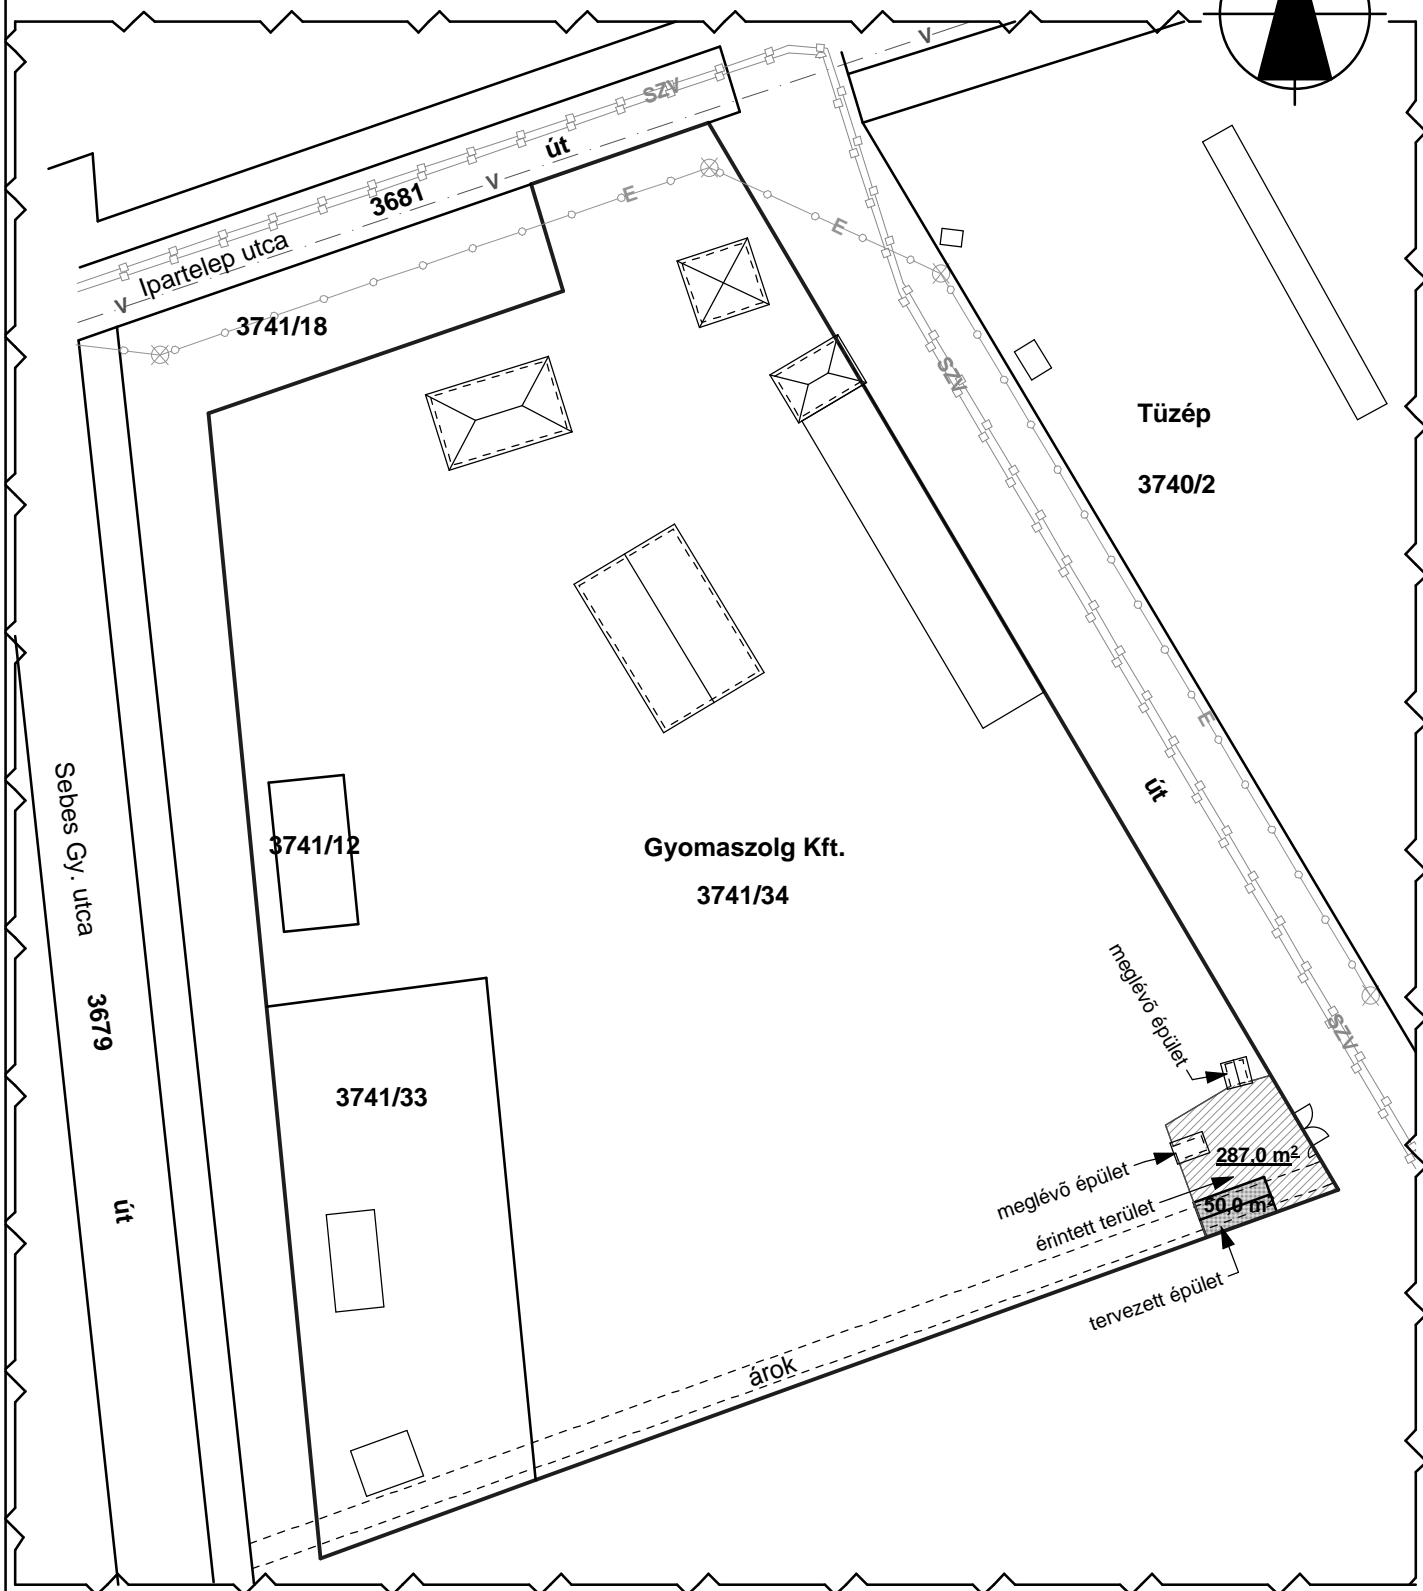 V
SZV
út
V
3681
E
Ipartelep utca
V
E
3741/18
SZV
Tüzép
3740/2
E
Sebes Gy. utca
út
3741/12
Gyomaszolg Kft.
3741/34
meglévõ épület
3679
SZV
3741/33
287,0 m²
meglévõ épület
út
érintett terület
50,0 m²
tervezett épület
árok